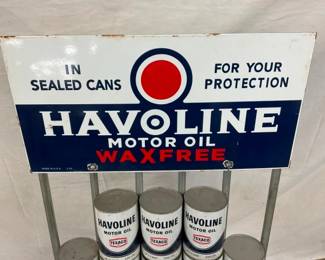 IN
SEALED CANS
FOR YOUR
PROTECTION
HAVOLINE
MOTOR OIL
WAXFREE
HAVOLINE
MOTOR OIL
TEXACO
HAVOLINE
MOTOR OIL
TEXACO
HAVOLINE
MOTOR OIL
TEXACO